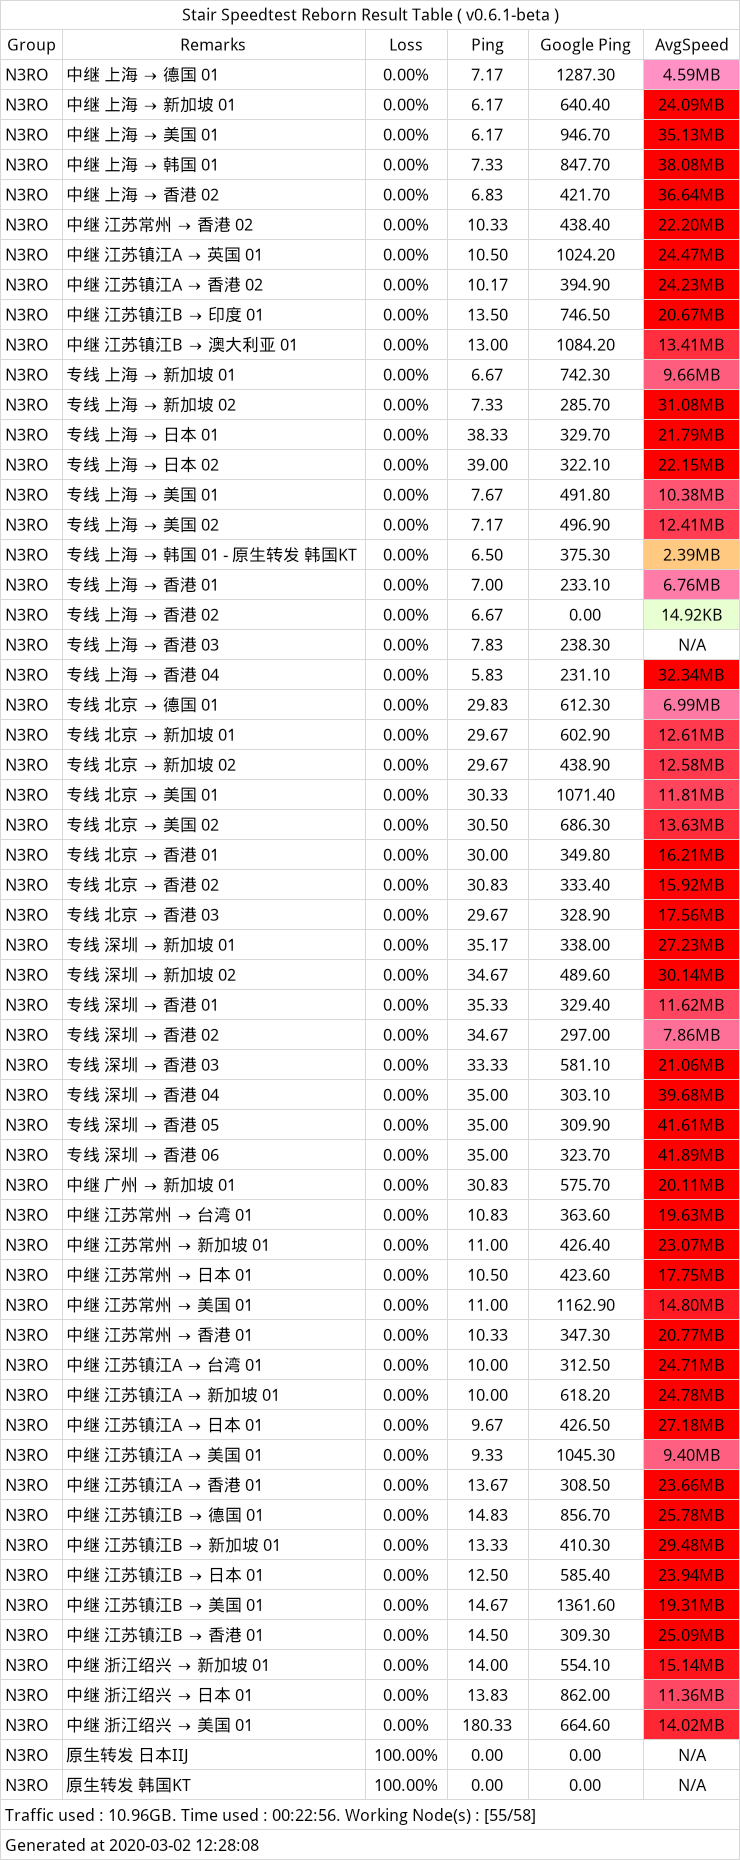 Stair Speedtest Reborn Result Table ( v0.6.1-beta )
Group Remarks Loss Ping Google Ping AvgSpeed
N3RO 中继 上海 → 德国 01 0.00% 7.17 1287.30 4.59MB
N3RO 中继 上海 → 新加坡 01 0.00% 6.17 640.40 24.09MB
N3RO 中继 上海 → 美国 01 0.00% 6.17 946.70 35.13MB
N3RO 中继 上海 → 韩国 01 0.00% 7.33 847.70 38.08MB
N3RO 中继 上海 → 香港 02 0.00% 6.83 421.70 36.64MB
N3RO 中继 江苏常州 → 香港 02 0.00% 10.33 438.40 22.20MB
N3RO 中继 江苏镇江A → 英国 01 0.00% 10.50 1024.20 24.47MB
N3RO 中继 江苏镇江A → 香港 02 0.00% 10.17 394.90 24.23MB
N3RO 中继 江苏镇江B → 印度 01 0.00% 13.50 746.50 20.67MB
N3RO 中继 江苏镇江B → 澳大利亚 01 0.00% 13.00 1084.20 13.41MB
N3RO 专线 上海 → 新加坡 01 0.00% 6.67 742.30 9.66MB
N3RO 专线 上海 → 新加坡 02 0.00% 7.33 285.70 31.08MB
N3RO 专线 上海 → 日本 01 0.00% 38.33 329.70 21.79MB
N3RO 专线 上海 → 日本 02 0.00% 39.00 322.10 22.15MB
N3RO 专线 上海 → 美国 01 0.00% 7.67 491.80 10.38MB
N3RO 专线 上海 → 美国 02 0.00% 7.17 496.90 12.41MB
N3RO 专线 上海 → 韩国 01 - 原生转发 韩国KT 0.00% 6.50 375.30 2.39MB
N3RO 专线 上海 → 香港 01 0.00% 7.00 233.10 6.76MB
N3RO 专线 上海 → 香港 02 0.00% 6.67 0.00 14.92KB
N3RO 专线 上海 → 香港 03 0.00% 7.83 238.30 N/A
N3RO 专线 上海 → 香港 04 0.00% 5.83 231.10 32.34MB
N3RO 专线 北京 → 德国 01 0.00% 29.83 612.30 6.99MB
N3RO 专线 北京 → 新加坡 01 0.00% 29.67 602.90 12.61MB
N3RO 专线 北京 → 新加坡 02 0.00% 29.67 438.90 12.58MB
N3RO 专线 北京 → 美国 01 0.00% 30.33 1071.40 11.81MB
N3RO 专线 北京 → 美国 02 0.00% 30.50 686.30 13.63MB
N3RO 专线 北京 → 香港 01 0.00% 30.00 349.80 16.21MB
N3RO 专线 北京 → 香港 02 0.00% 30.83 333.40 15.92MB
N3RO 专线 北京 → 香港 03 0.00% 29.67 328.90 17.56MB
N3RO 专线 深圳 → 新加坡 01 0.00% 35.17 338.00 27.23MB
N3RO 专线 深圳 → 新加坡 02 0.00% 34.67 489.60 30.14MB
N3RO 专线 深圳 → 香港 01 0.00% 35.33 329.40 11.62MB
N3RO 专线 深圳 → 香港 02 0.00% 34.67 297.00 7.86MB
N3RO 专线 深圳 → 香港 03 0.00% 33.33 581.10 21.06MB
N3RO 专线 深圳 → 香港 04 0.00% 35.00 303.10 39.68MB
N3RO 专线 深圳 → 香港 05 0.00% 35.00 309.90 41.61MB
N3RO 专线 深圳 → 香港 06 0.00% 35.00 323.70 41.89MB
N3RO 中继 广州 → 新加坡 01 0.00% 30.83 575.70 20.11MB
N3RO 中继 江苏常州 → 台湾 01 0.00% 10.83 363.60 19.63MB
N3RO 中继 江苏常州 → 新加坡 01 0.00% 11.00 426.40 23.07MB
N3RO 中继 江苏常州 → 日本 01 0.00% 10.50 423.60 17.75MB
N3RO 中继 江苏常州 → 美国 01 0.00% 11.00 1162.90 14.80MB
N3RO 中继 江苏常州 → 香港 01 0.00% 10.33 347.30 20.77MB
N3RO 中继 江苏镇江A → 台湾 01 0.00% 10.00 312.50 24.71MB
N3RO 中继 江苏镇江A → 新加坡 01 0.00% 10.00 618.20 24.78MB
N3RO 中继 江苏镇江A → 日本 01 0.00% 9.67 426.50 27.18MB
N3RO 中继 江苏镇江A → 美国 01 0.00% 9.33 1045.30 9.40MB
N3RO 中继 江苏镇江A → 香港 01 0.00% 13.67 308.50 23.66MB
N3RO 中继 江苏镇江B → 德国 01 0.00% 14.83 856.70 25.78MB
N3RO 中继 江苏镇江B → 新加坡 01 0.00% 13.33 410.30 29.48MB
N3RO 中继 江苏镇江B → 日本 01 0.00% 12.50 585.40 23.94MB
N3RO 中继 江苏镇江B → 美国 01 0.00% 14.67 1361.60 19.31MB
N3RO 中继 江苏镇江B → 香港 01 0.00% 14.50 309.30 25.09MB
N3RO 中继 浙江绍兴 → 新加坡 01 0.00% 14.00 554.10 15.14MB
N3RO 中继 浙江绍兴 → 日本 01 0.00% 13.83 862.00 11.36MB
N3RO 中继 浙江绍兴 → 美国 01 0.00% 180.33 664.60 14.02MB
N3RO 原生转发 日本IIJ 100.00% 0.00 0.00 N/A
N3RO 原生转发 韩国KT 100.00% 0.00 0.00 N/A
Traffic used : 10.96GB. Time used : 00:22:56. Working Node(s) : [55/58]
Generated at 2020-03-02 12:28:08